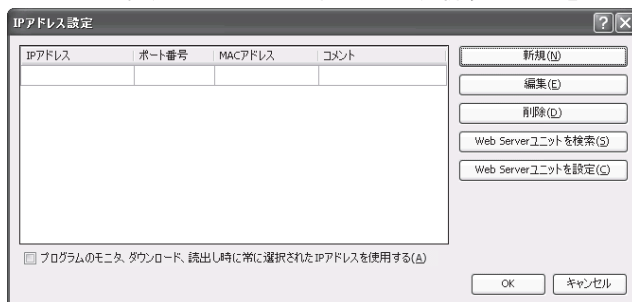 IPアドレス設定
IPアドレス ポート番号 MACアドレス コメント
新規(N)
編集(E)
削除(D)
Web Serverユニットを検索(S)
Web Serverユニットを設定(C)
プログラムのモニタ、ダウンロード、読出し時に常に選択されたIPアドレスを使用する(A)
OK キャンセル